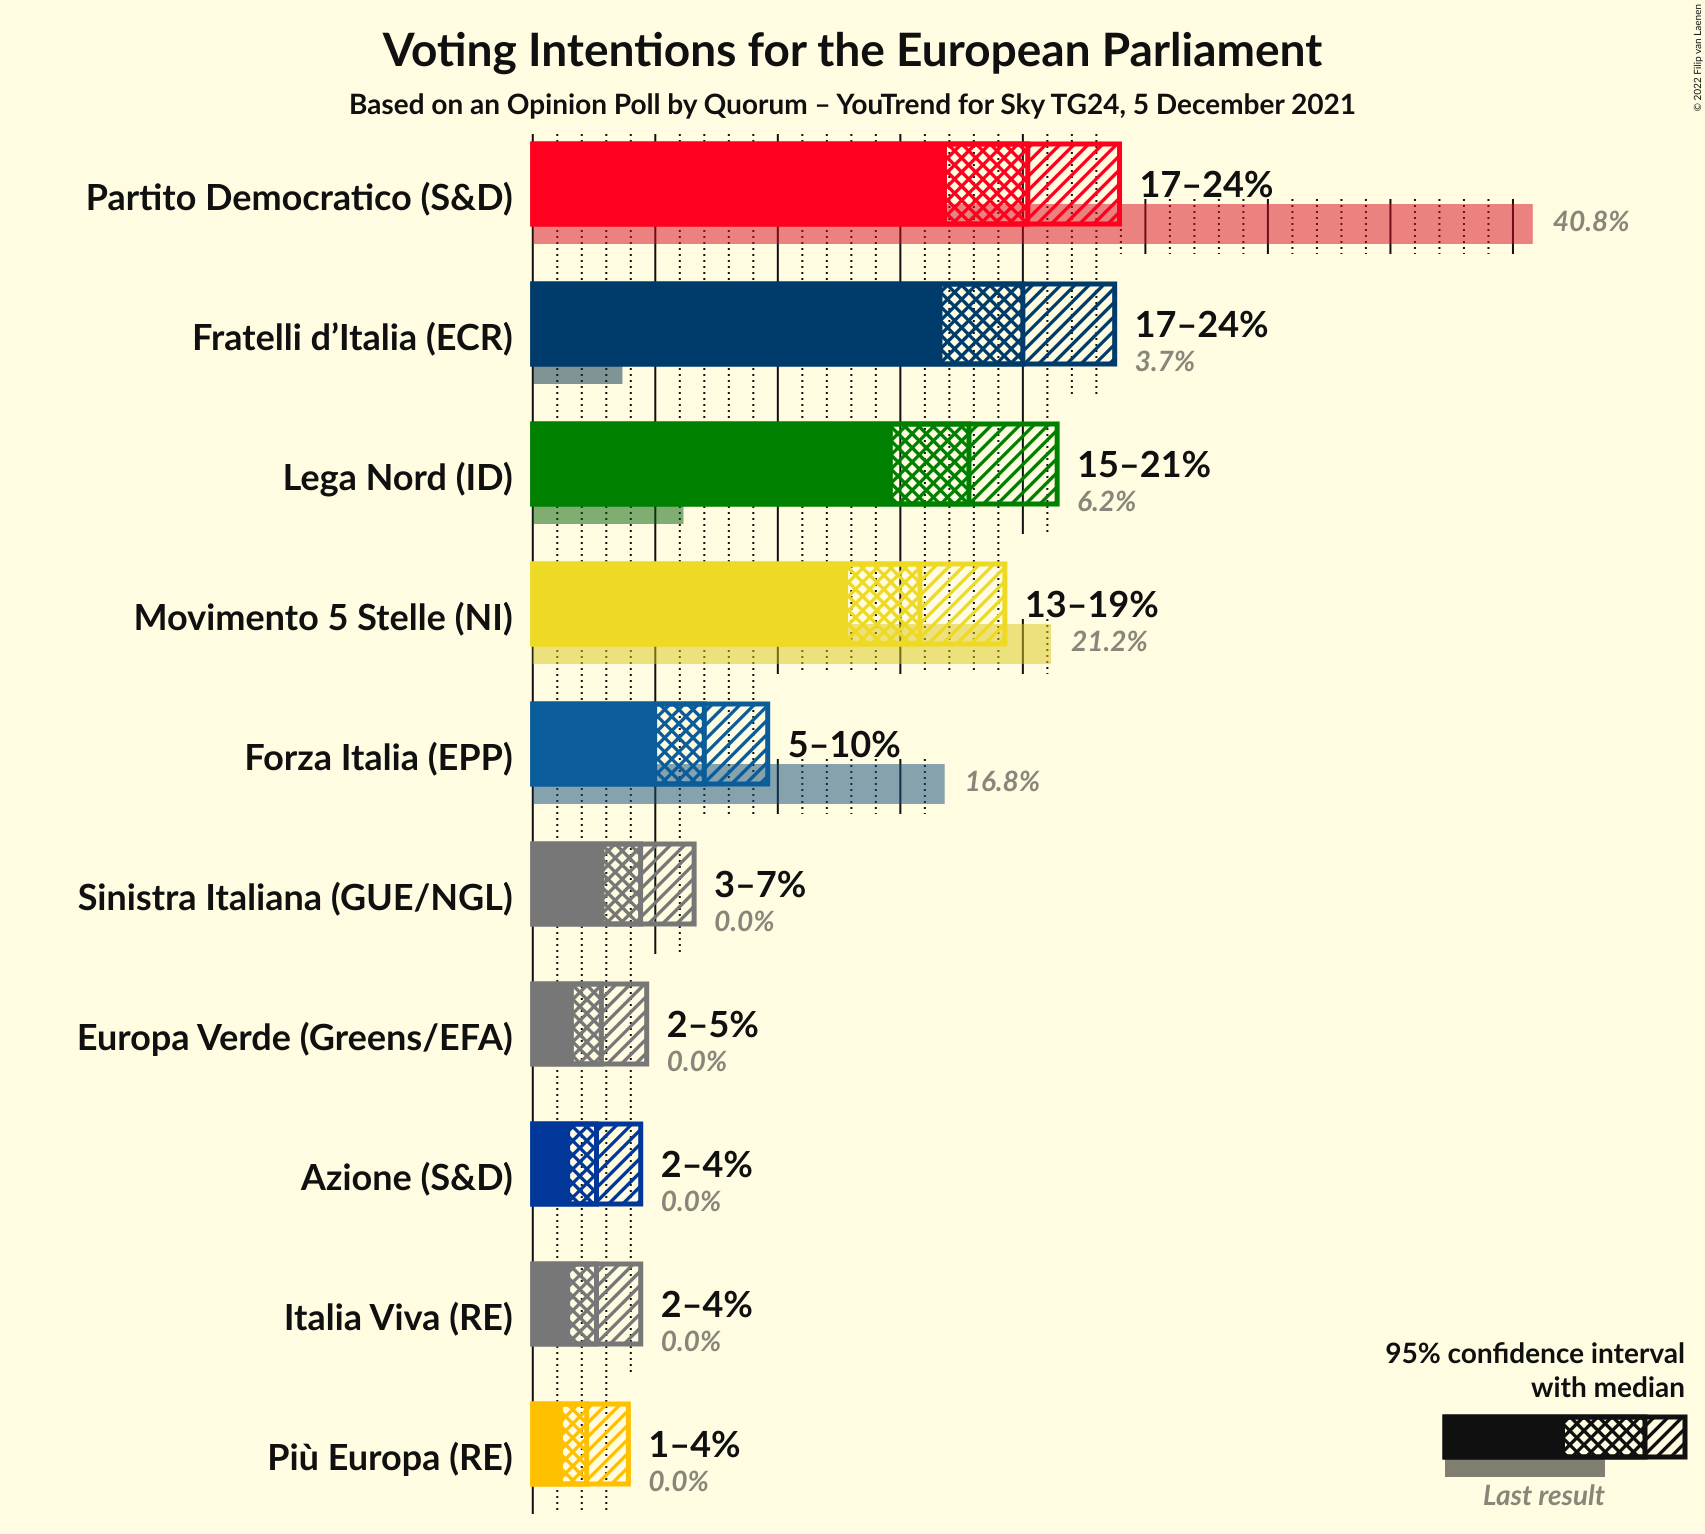 Voting Intentions for the European Parliament
Based on an Opinion Poll by Quorum – YouTrend for Sky TG24, 5 December 2021
© 2022 Filip van Laenen
Partito Democratico (S&D)
17–24%
40.8%
Fratelli d’Italia (ECR)
17–24%
3.7%
Lega Nord (ID)
15–21%
6.2%
Movimento 5 Stelle (NI)
13–19%
21.2%
Forza Italia (EPP)
5–10%
16.8%
Sinistra Italiana (GUE/NGL)
3–7%
0.0%
Europa Verde (Greens/EFA)
2–5%
0.0%
Azione (S&D)
2–4%
0.0%
Italia Viva (RE)
2–4%
0.0%
Più Europa (RE)
1–4%
0.0%
95% confidence interval
with median
Last result